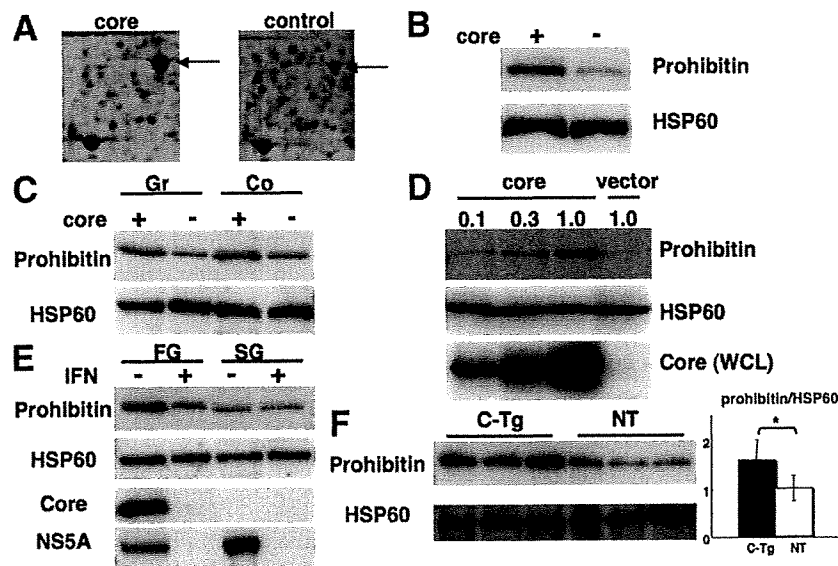 A
core
control
B
core + -
Prohibitin
HSP60
C
Gr Co
core + - + -
Prohibitin
HSP60
D
core vector
0.1 0.3 1.0 1.0
Prohibitin
HSP60
Core (WCL)
E
FG SG
IFN - + - +
Prohibitin
HSP60
Core
NS5A
F
C-Tg NT
Prohibitin
HSP60
prohibitin/HSP60
*
2
1
0
C-Tg NT